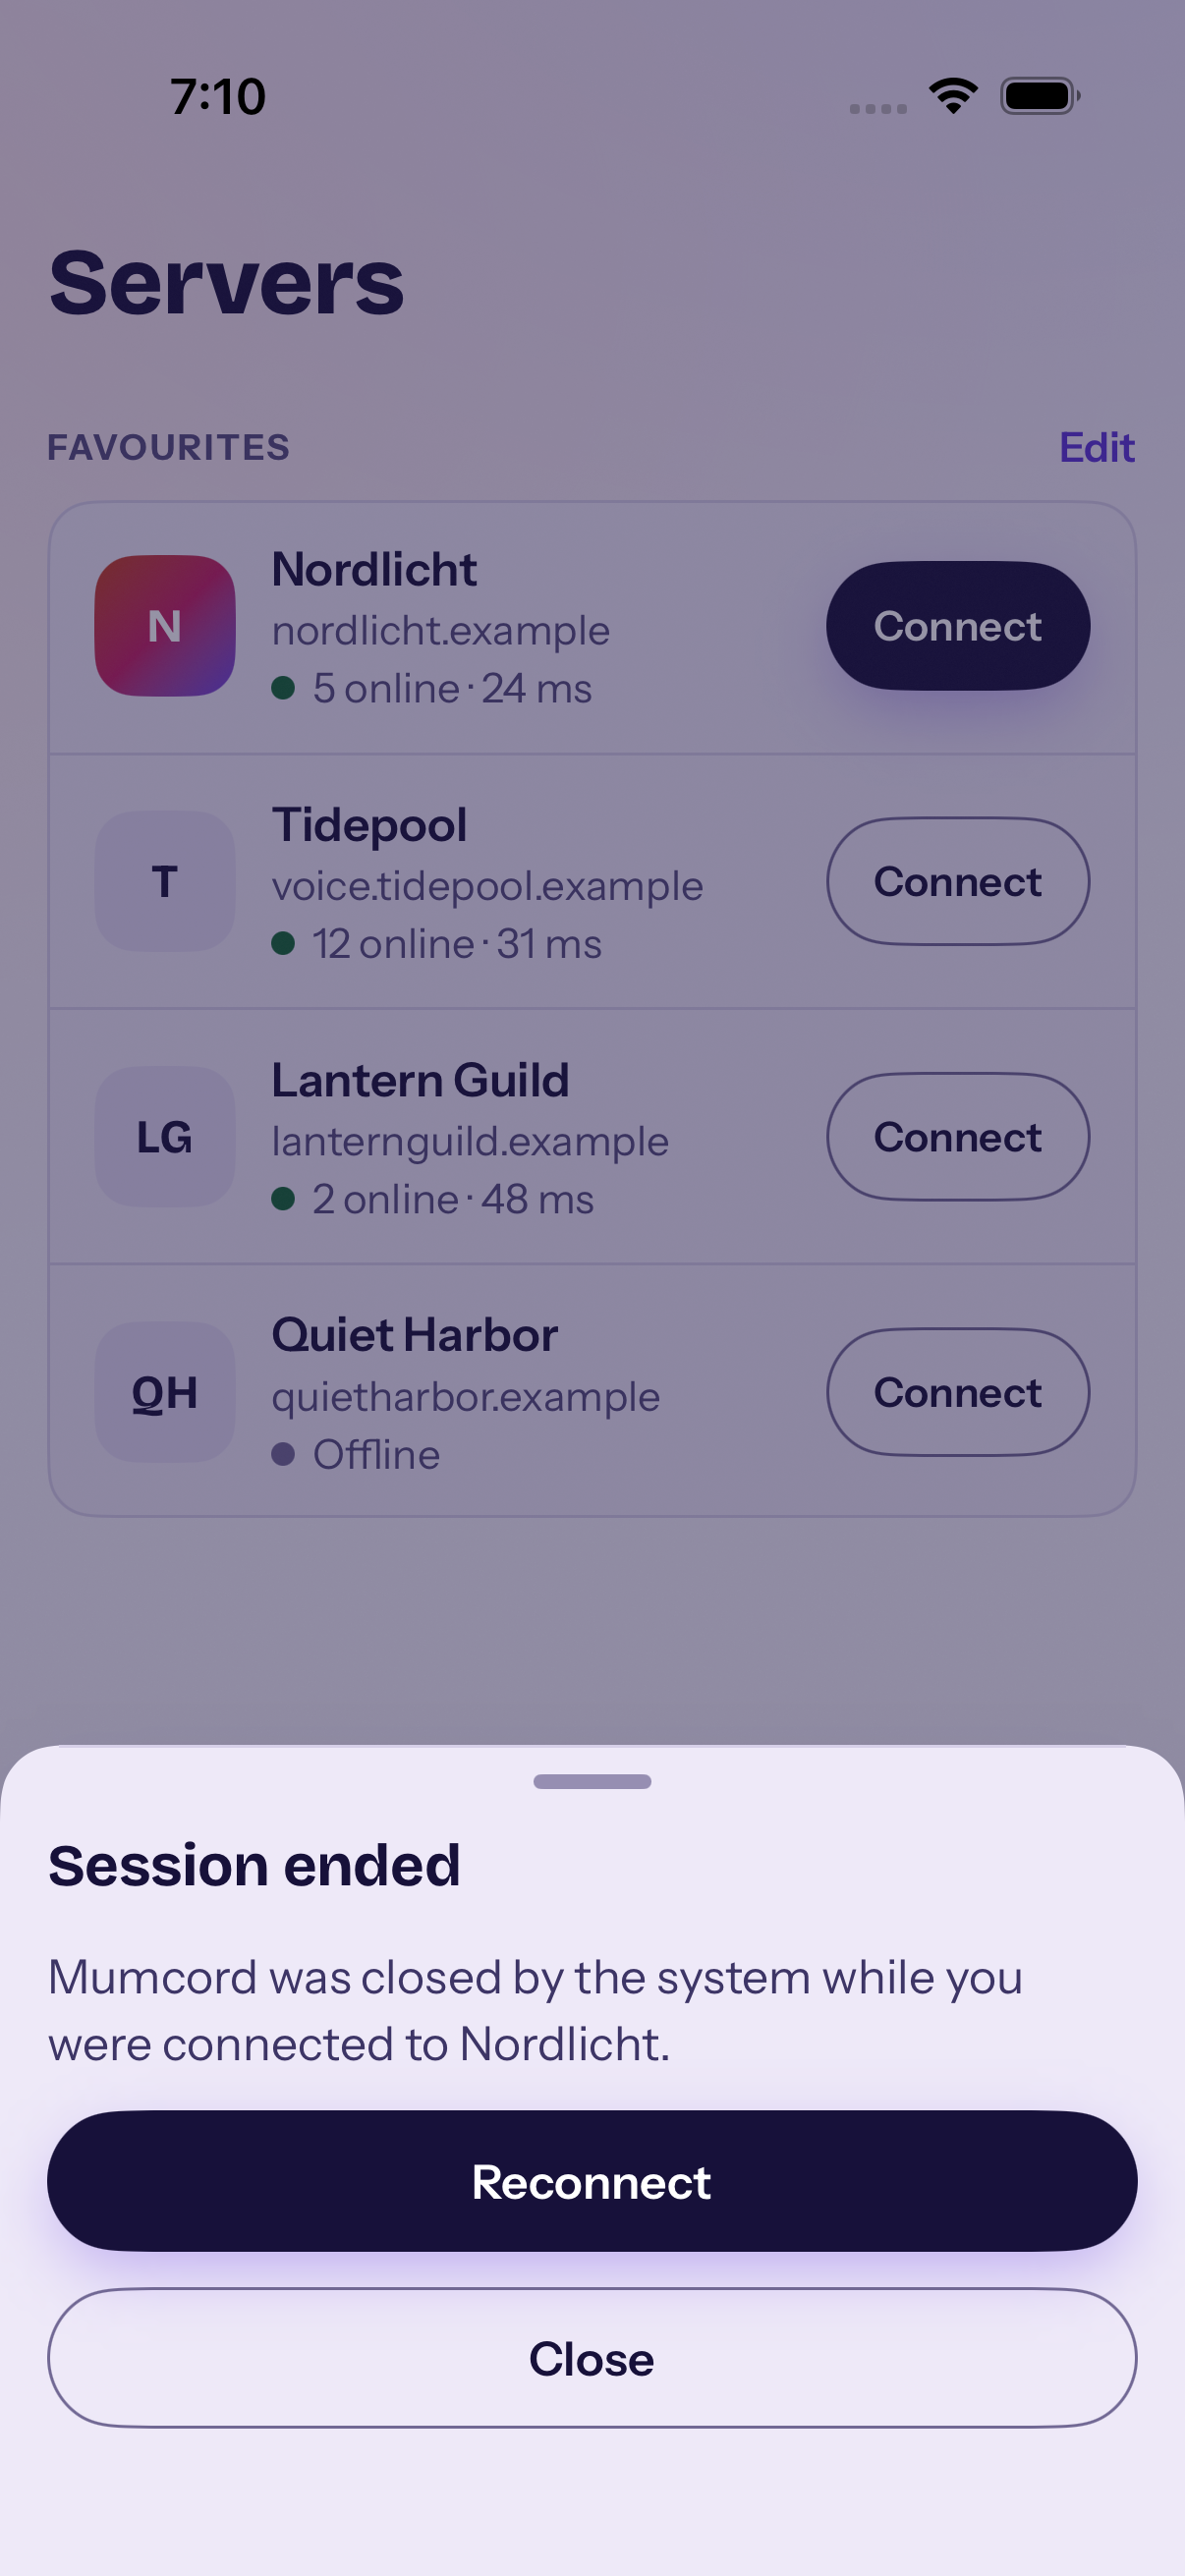 7:10
Servers
FAVOURITES
Edit
N
Nordlicht
nordlicht.example
5 online · 24 ms
Connect
T
Tidepool
voice.tidepool.example
12 online · 31 ms
Connect
LG
Lantern Guild
lanternguild.example
2 online · 48 ms
Connect
QH
Quiet Harbor
quietharbor.example
Offline
Connect
Session ended
Mumcord was closed by the system while you
were connected to Nordlicht.
Reconnect
Close